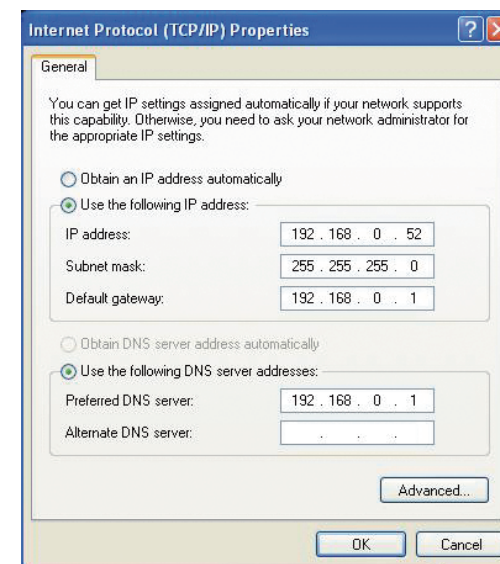 Internet Protocol (TCP/IP) Properties
General
You can get IP settings assigned automatically if your network supports
this capability. Otherwise, you need to ask your network administrator for
the appropriate IP settings.
Obtain an IP address automatically
Use the following IP address:
IP address: 192 . 168 . 0 . 52
Subnet mask: 255 . 255 . 255 . 0
Default gateway: 192 . 168 . 0 . 1
Obtain DNS server address automatically
Use the following DNS server addresses:
Preferred DNS server: 192 . 168 . 0 . 1
Alternate DNS server: . . .
Advanced...
OK Cancel